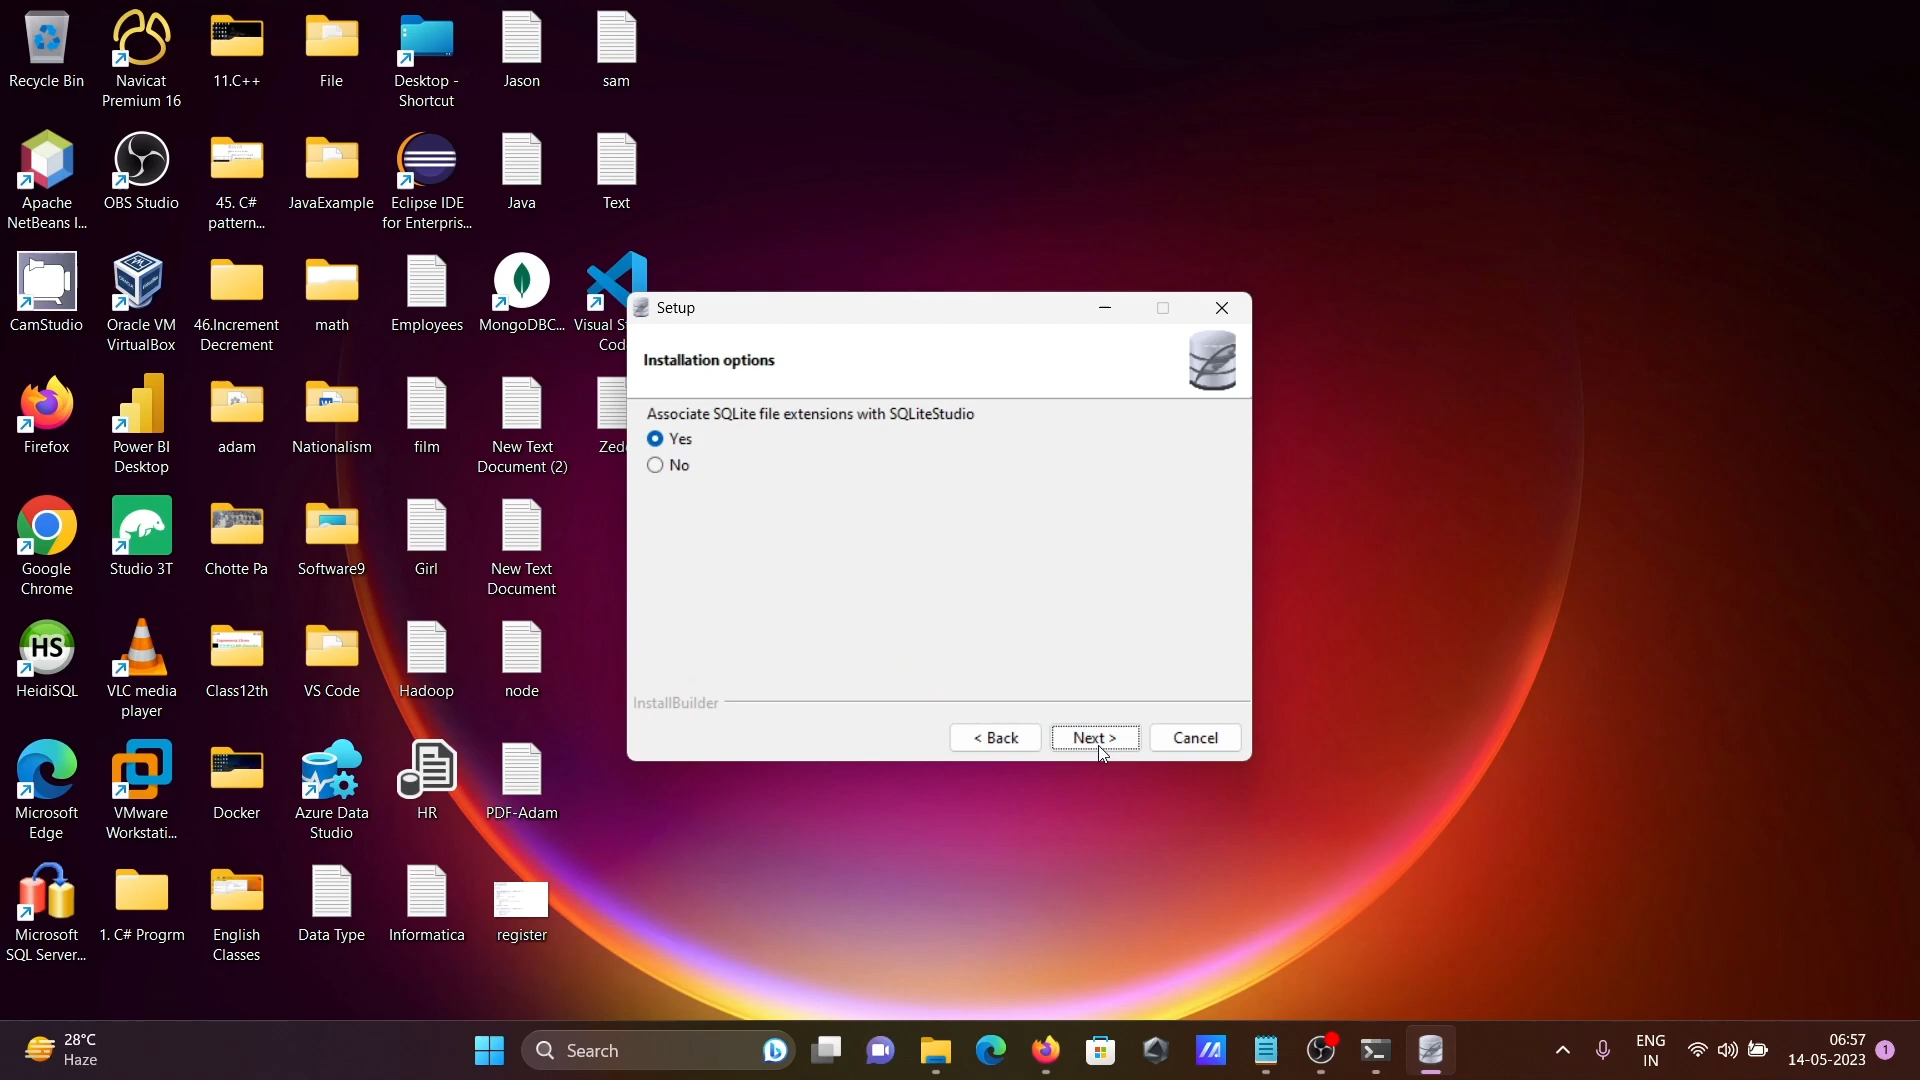 Recycle Bin
Navicat
Premium 16
11.C++
File
Desktop -
Shortcut
Jason
sam
Apache
NetBeans I...
OBS Studio
45. C#
pattern...
JavaExample
Eclipse IDE
for Enterpris...
Java
Text
CamStudio
Oracle VM
VirtualBox
46.Increment
Decrement
math
Employees
MongoDBC...
Visual St
Code
Firefox
Power BI
Desktop
adam
Nationalism
film
New Text
Document (2)
Google
Chrome
Studio 3T
Chotte Pa
Software9
Girl
New Text
Document
HS
HeidiSQL
VLC media
player
Class12th
VS Code
Hadoop
node
Microsoft
Edge
VMware
Workstati...
Docker
Azure Data
Studio
HR
PDF-Adam
Microsoft
SQL Server...
1. C# Progrm
English
Classes
Data Type
Informatica
register
Setup
Installation options
Associate SQLite file extensions with SQLiteStudio
Yes
No
InstallBuilder
< Back
Next >
Cancel
28°C
Haze
Search
ENG
IN
06:57
14-05-2023
1